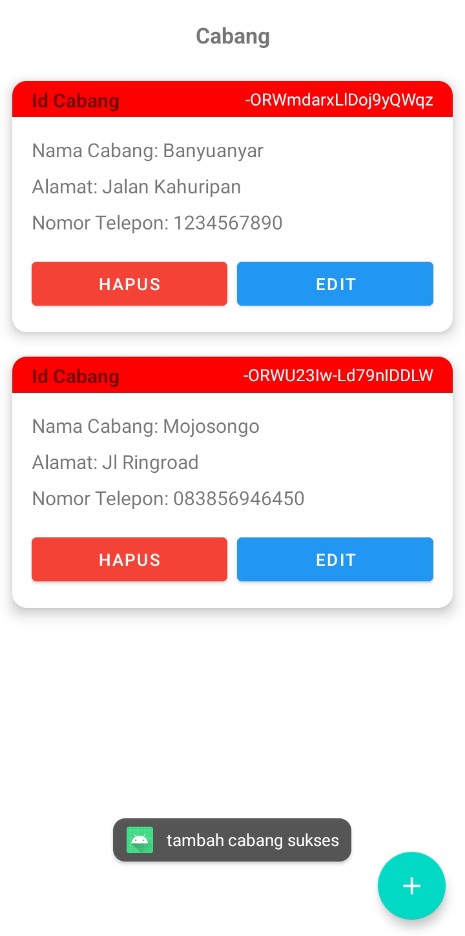 Cabang
Id Cabang -ORWmdarxLlDoj9yQWqz
Nama Cabang: Banyuanyar
Alamat: Jalan Kahuripan
Nomor Telepon: 1234567890
HAPUS EDIT
Id Cabang -ORWU23Iw-Ld79nIDDLW
Nama Cabang: Mojosongo
Alamat: Jl Ringroad
Nomor Telepon: 083856946450
HAPUS EDIT
tambah cabang sukses
+